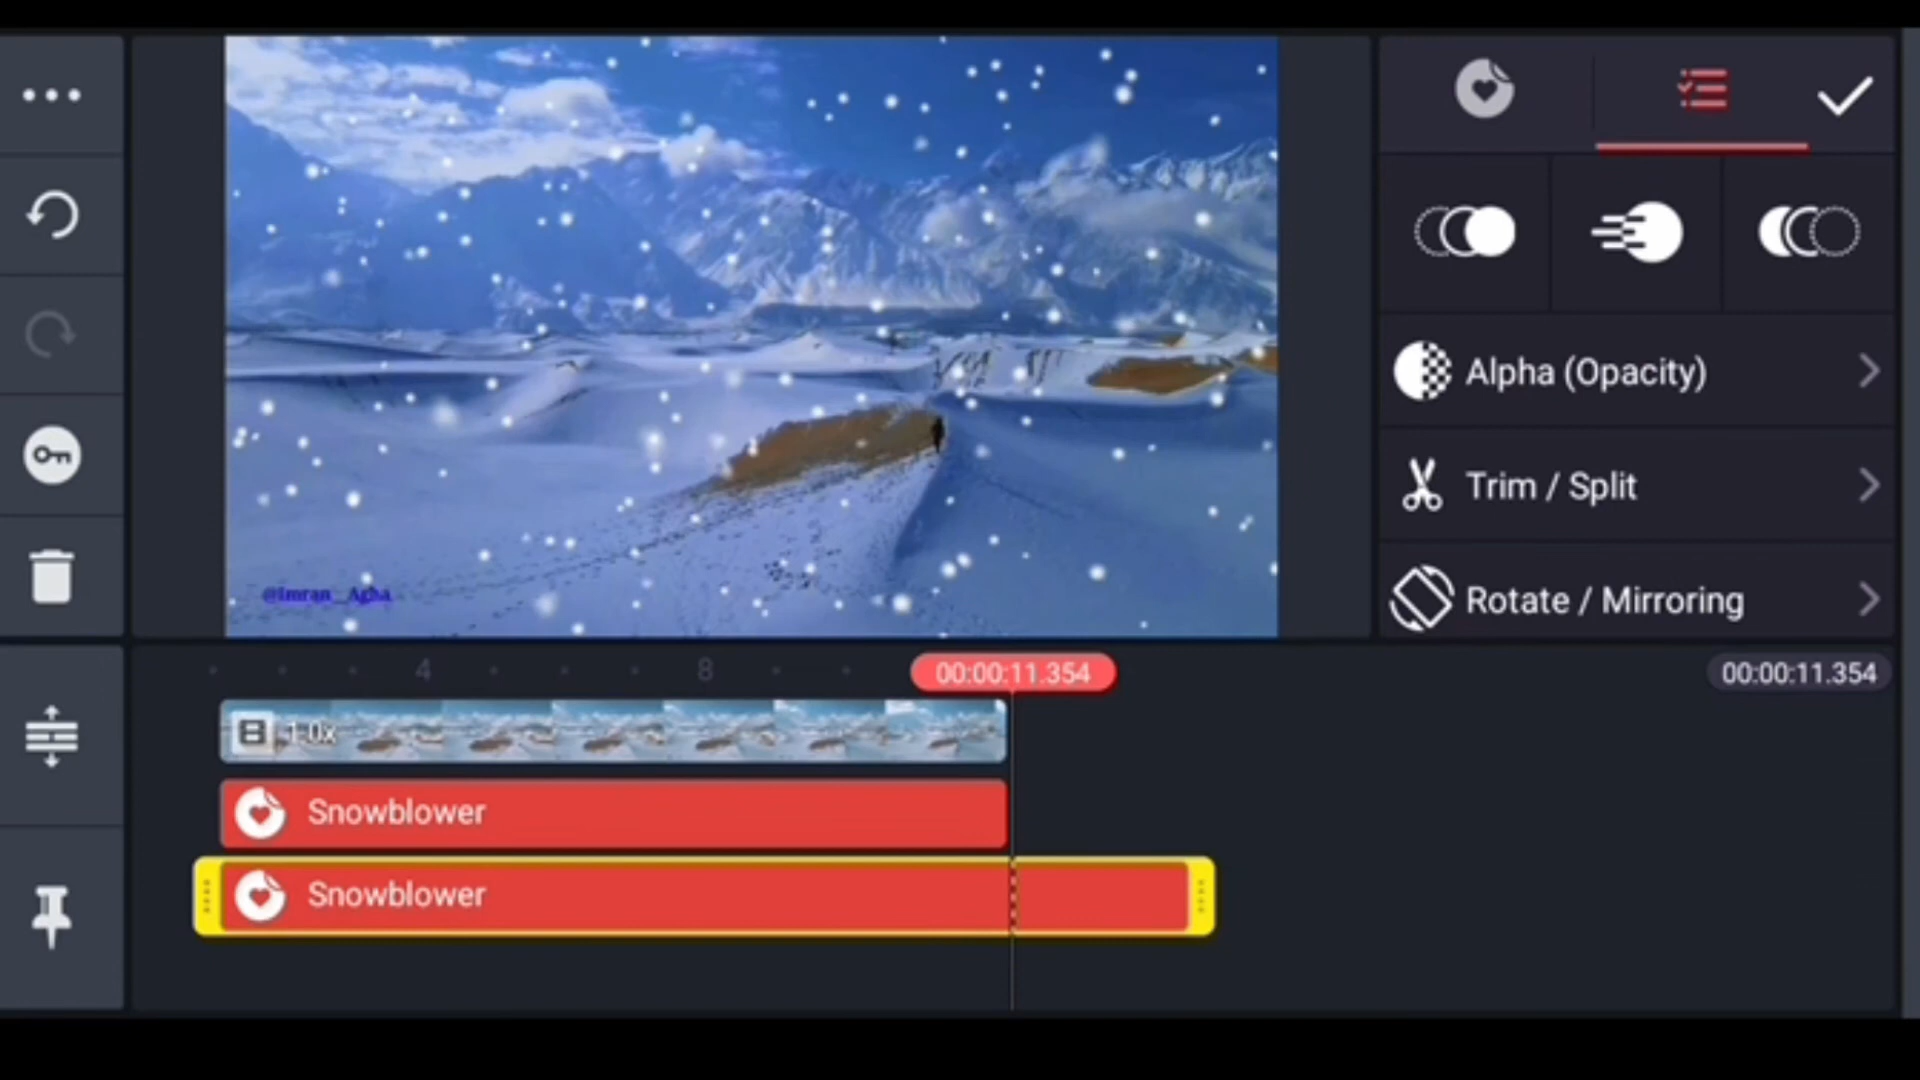 Alpha (Opacity)
Trim / Split
Rotate / Mirroring
@Imran__Agha
4
8
00:00:11.354
00:00:11.354
1.0x
Snowblower
Snowblower